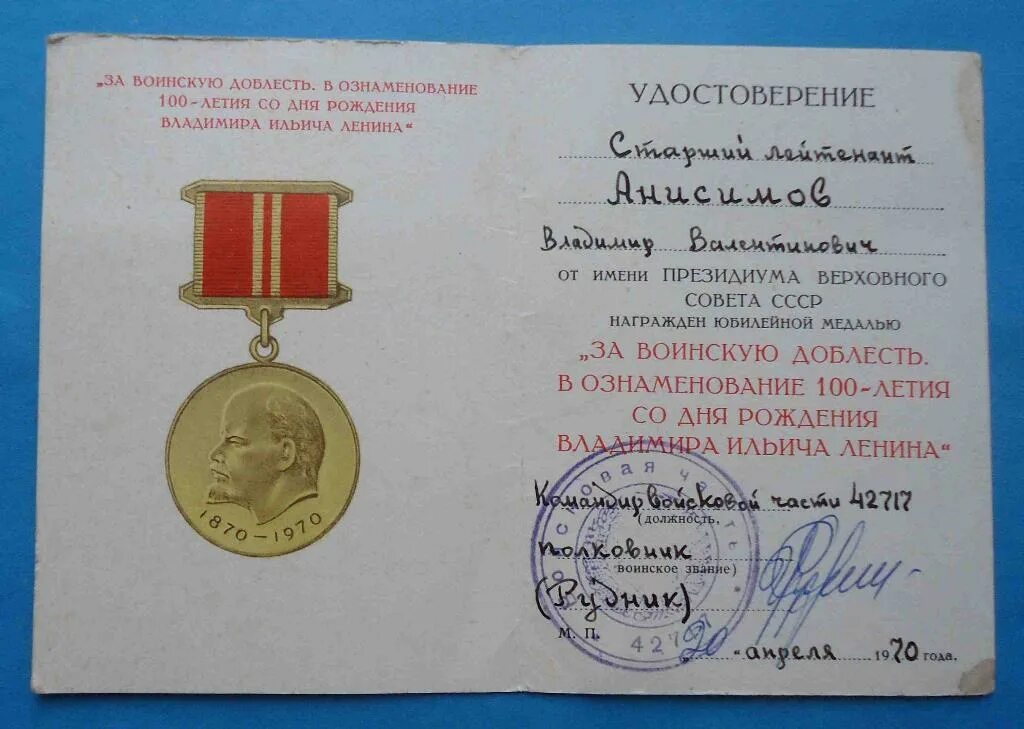 „ЗА ВОИНСКУЮ ДОБЛЕСТЬ. В ОЗНАМЕНОВАНИЕ
100-ЛЕТИЯ СО ДНЯ РОЖДЕНИЯ
ВЛАДИМИРА ИЛЬИЧА ЛЕНИНА“
1870-1970
УДОСТОВЕРЕНИЕ
Старший лейтенант
Анисимов
Владимир Валентинович
ОТ ИМЕНИ ПРЕЗИДИУМА ВЕРХОВНОГО
СОВЕТА СССР
НАГРАЖДЕН ЮБИЛЕЙНОЙ МЕДАЛЬЮ
„ЗА ВОИНСКУЮ ДОБЛЕСТЬ.
В ОЗНАМЕНОВАНИЕ 100-ЛЕТИЯ
СО ДНЯ РОЖДЕНИЯ
ВЛАДИМИРА ИЛЬИЧА ЛЕНИНА“
Командир войсковой части 42717
(должность,
полковник
воинское звание)
(Рудник)
М. П.
20 апреля 1970 года.
Войсковая часть